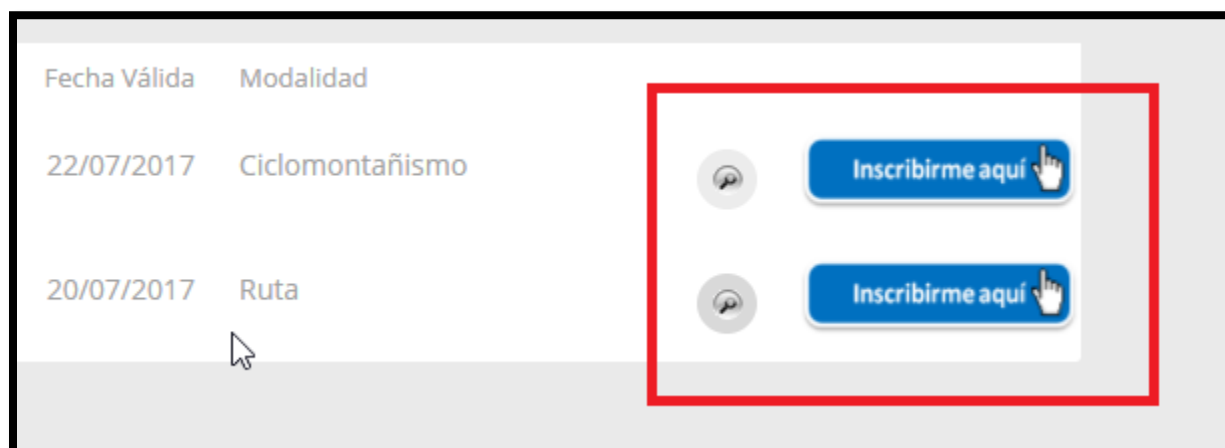 Fecha Válida Modalidad
22/07/2017 Ciclomontañismo Inscribirme aquí
20/07/2017 Ruta Inscribirme aquí